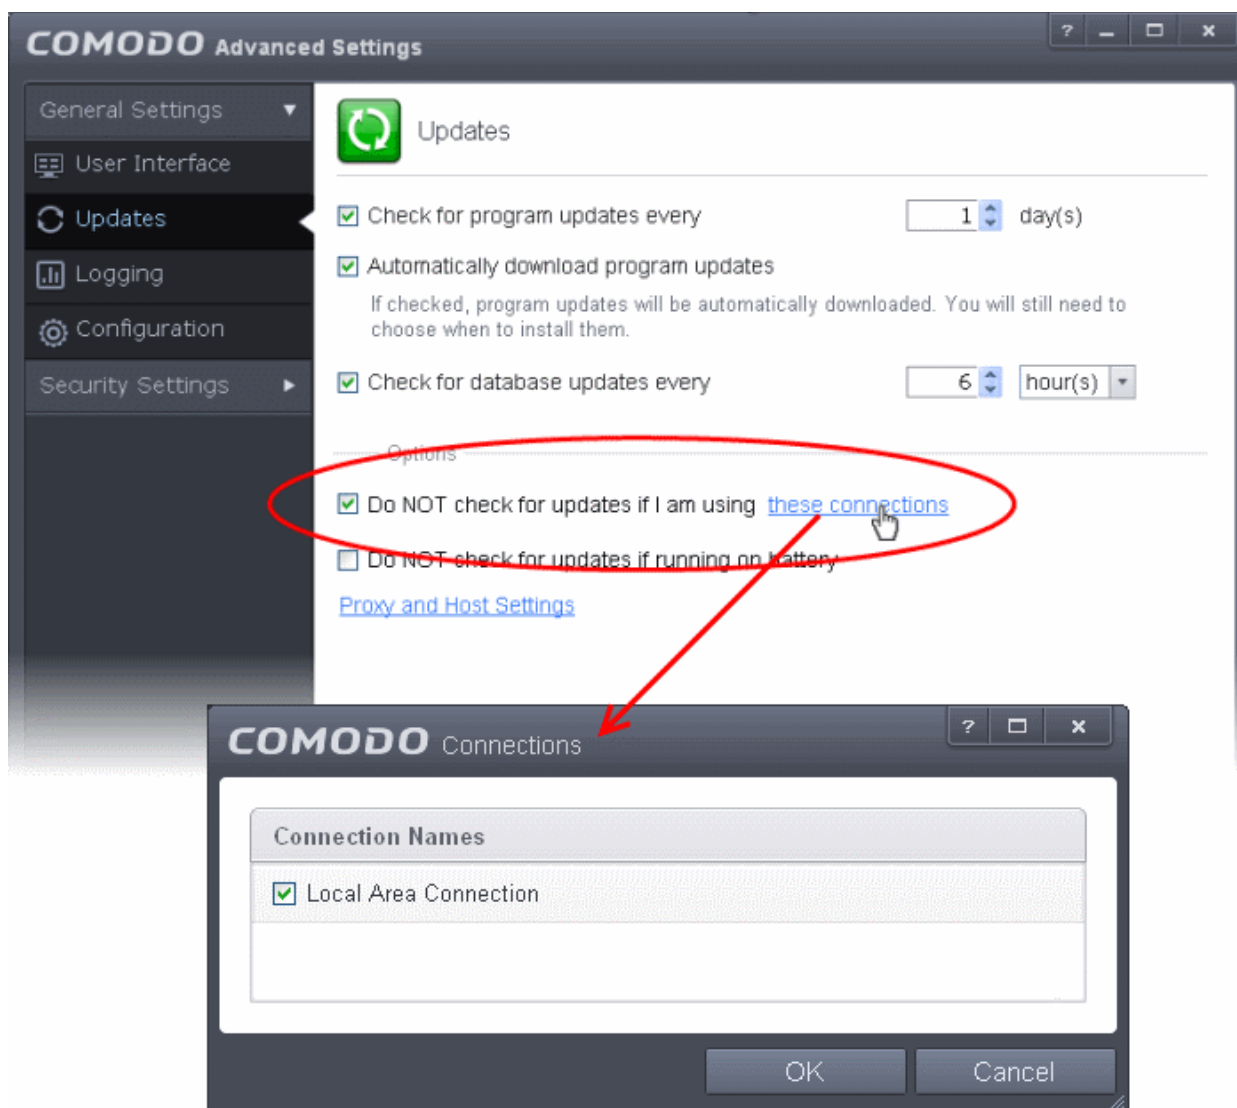 COMODO Advanced Settings
?
General Settings
User Interface
Updates
Logging
Configuration
Security Settings
Updates
Check for program updates every 1 day(s)
Automatically download program updates
If checked, program updates will be automatically downloaded. You will still need to
choose when to install them.
Check for database updates every 6 hour(s)
Options
Do NOT check for updates if I am using these connections
Do NOT check for updates if running on battery
Proxy and Host Settings
COMODO Connections
?
Connection Names
Local Area Connection
OK Cancel